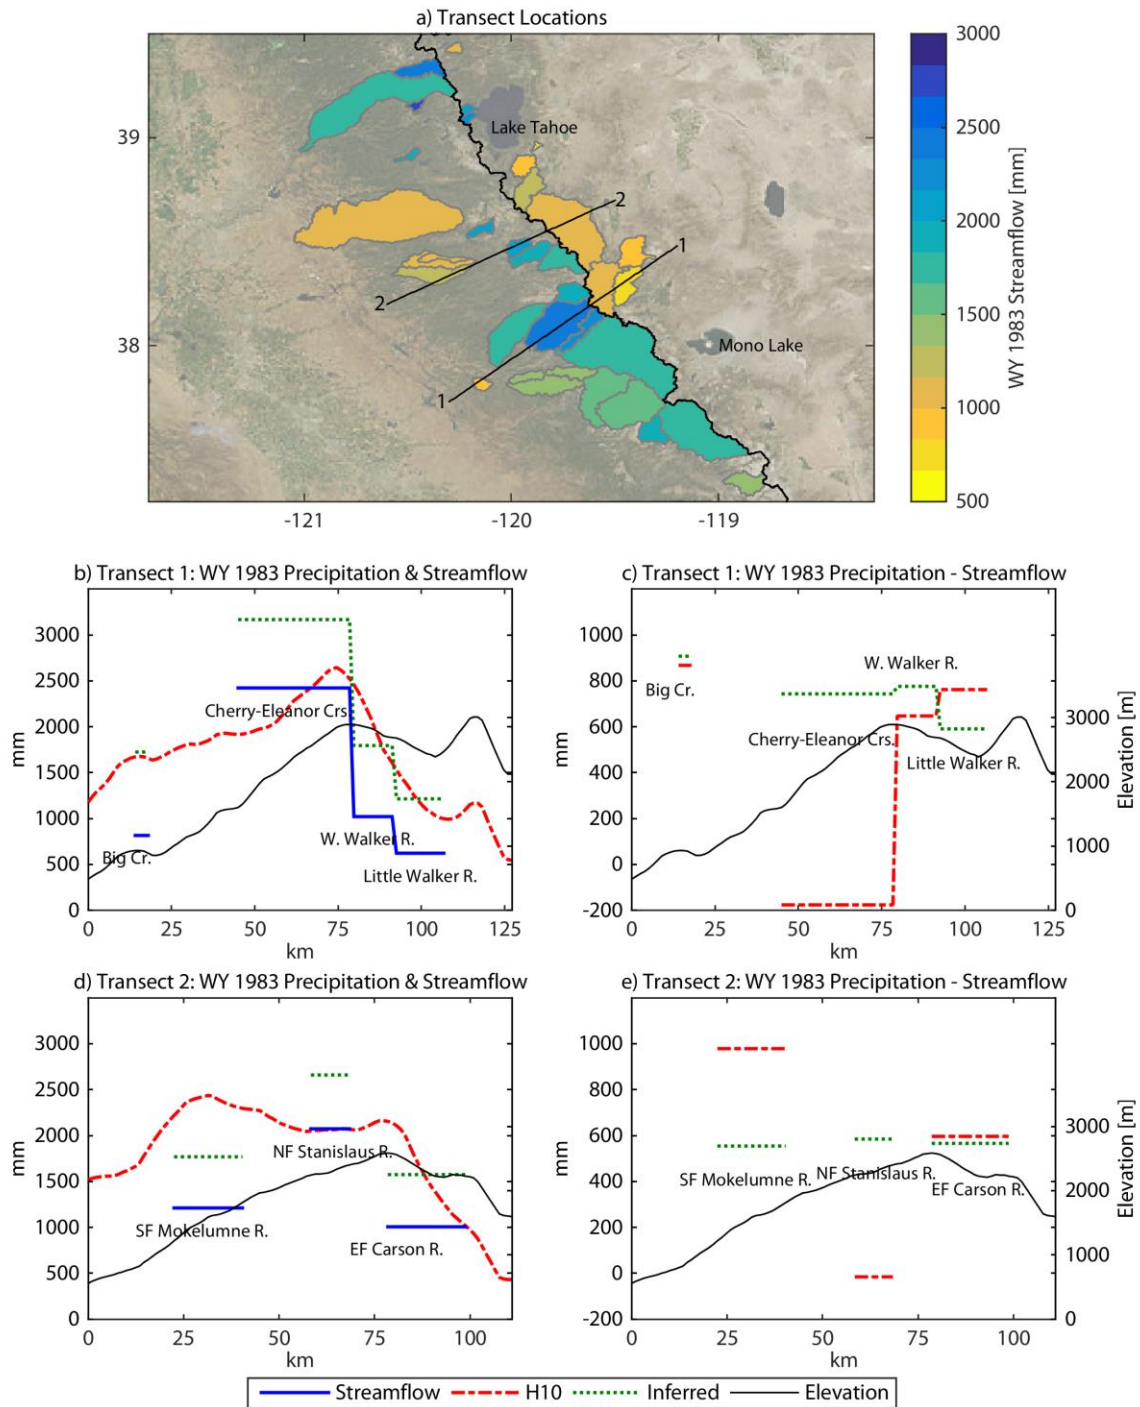 a) Transect Locations
3000
2500
2000
1500
1000
500
WY 1983 Streamflow [mm]
39
38
-121
-120
-119
Lake Tahoe
Mono Lake
2
1
2
1
b) Transect 1: WY 1983 Precipitation & Streamflow
3000
2500
2000
1500
1000
500
0
mm
0 25 50 75 100 125
km
Cherry-Eleanor Crs.
Big Cr.
W. Walker R.
Little Walker R.
c) Transect 1: WY 1983 Precipitation - Streamflow
1000
800
600
400
200
0
-200
mm
0 25 50 75 100 125
km
3000
2000
1000
0
Elevation [m]
Big Cr.
W. Walker R.
Cherry-Eleanor Crs.
Little Walker R.
d) Transect 2: WY 1983 Precipitation & Streamflow
3000
2500
2000
1500
1000
500
0
mm
0 25 50 75 100
km
NF Stanislaus R.
SF Mokelumne R.
EF Carson R.
e) Transect 2: WY 1983 Precipitation - Streamflow
1000
800
600
400
200
0
-200
mm
0 25 50 75 100
km
3000
2000
1000
0
Elevation [m]
SF Mokelumne R.
NF Stanislaus R.
EF Carson R.
Streamflow H10 Inferred Elevation